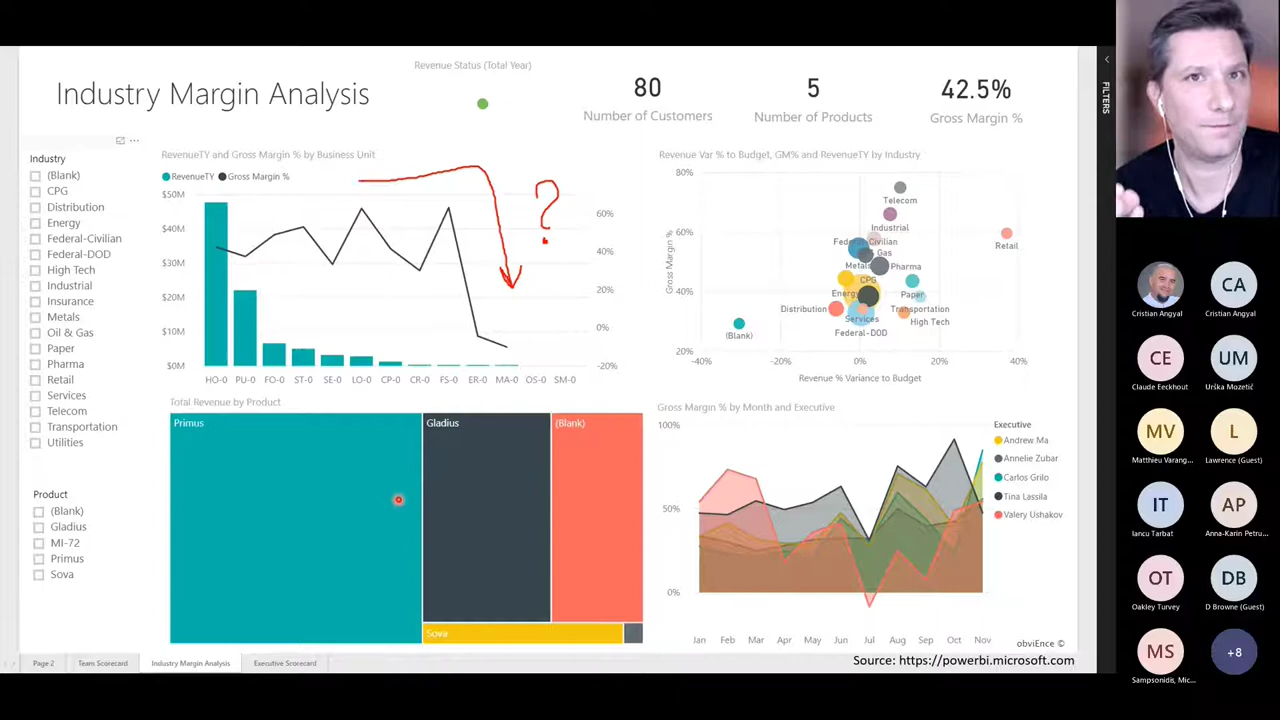 Industry Margin Analysis
Revenue Status (Total Year)
80
Number of Customers
5
Number of Products
42.5%
Gross Margin %
FILTERS
Industry
(Blank)
CPG
Distribution
Energy
Federal-Civilian
Federal-DOD
High Tech
Industrial
Insurance
Metals
Oil & Gas
Paper
Pharma
Retail
Services
Telecom
Transportation
Utilities
Product
(Blank)
Gladius
MI-72
Primus
Sova
RevenueTY and Gross Margin % by Business Unit
RevenueTY Gross Margin %
$50M
$40M
$30M
$20M
$10M
$0M
60%
40%
20%
0%
-20%
HO-0 PU-0 FO-0 ST-0 SE-0 LO-0 CP-0 CR-0 FS-0 ER-0 MA-0 OS-0 SM-0
?
Revenue Var % to Budget, GM% and RevenueTY by Industry
Gross Margin %
80%
60%
40%
20%
Telecom
Industrial
Retail
Federal-Civilian
Gas
Metals
Pharma
CPG
Energy
Paper
Distribution
Transportation
Services
High Tech
(Blank)
Federal-DOD
-40% -20% 0% 20% 40%
Revenue % Variance to Budget
Total Revenue by Product
Primus
Gladius
(Blank)
Sova
Gross Margin % by Month and Executive
100%
50%
0%
Jan Feb Mar Apr May Jun Jul Aug Sep Oct Nov
Executive
Andrew Ma
Annelie Zubar
Carlos Grilo
Tina Lassila
Valery Ushakov
obviEnce ©
Page 2
Team Scorecard
Industry Margin Analysis
Executive Scorecard
Source: https://powerbi.microsoft.com
Cristian Angyal
CA
Cristian Angyal
CE
Claude Eeckhout
UM
Urška Mozetič
MV
Matthieu Varang...
L
Lawrence (Guest)
IT
Iancu Tarbat
AP
Anna-Karin Petru...
OT
Oakley Turvey
DB
D Browne (Guest)
MS
Sampsonidis, Mic...
+8